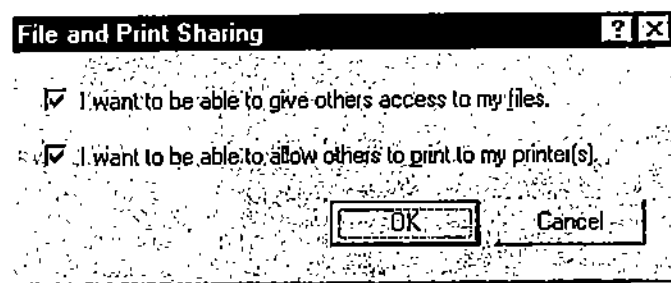 File and Print Sharing
I want to be able to give others access to my files.
I want to be able to allow others to print to my printer(s).
OK Cancel